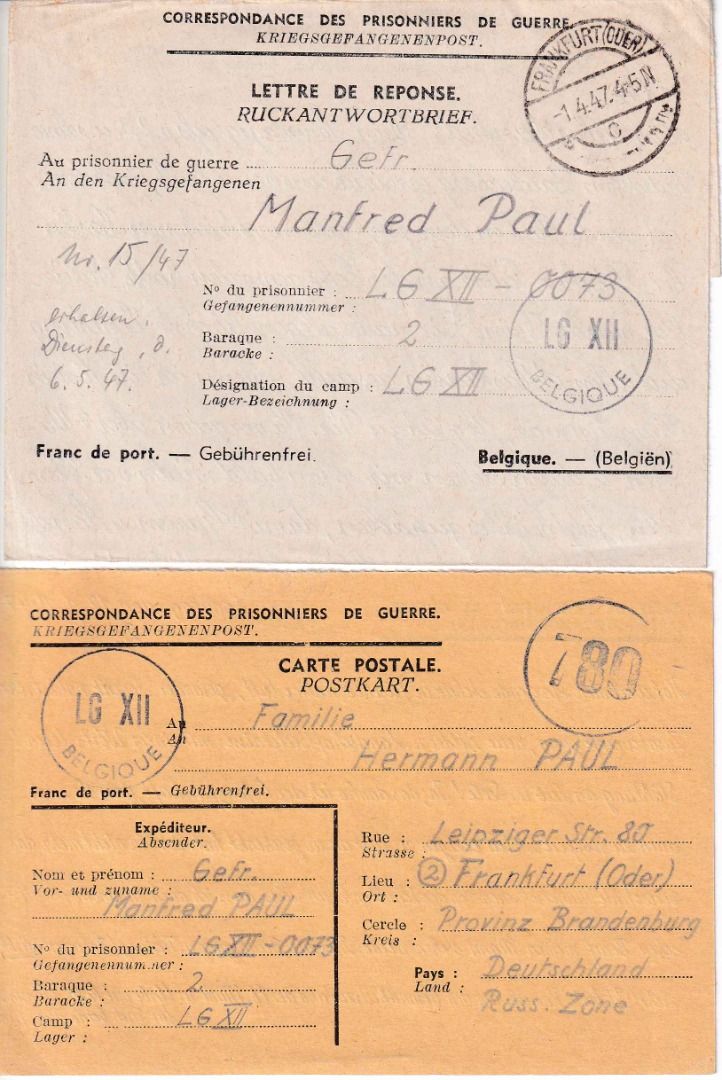 CORRESPONDANCE DES PRISONNIERS DE GUERRE.
KRIEGSGEFANGENENPOST.
FRANKFURT (ODER)
-1.4.47.4-5N
c
LETTRE DE REPONSE.
RUCKANTWORTBRIEF.
Au prisonnier de guerre Gefr.
An den Kriegsgefangenen
Manfred Paul
Nr. 15/47
No du prisonnier : LG XII - 0073
Gefangenennummer :
erhalten.
Dienstag, d.
6.5.47.
Baraque : 2
Baracke :
LG XII
BELGIQUE
Désignation du camp : LG XII
Lager-Bezeichnung :
Franc de port. — Gebührenfrei.
Belgique. — (Belgiën)
CORRESPONDANCE DES PRISONNIERS DE GUERRE.
KRIEGSGEFANGENENPOST.
780
CARTE POSTALE.
POSTKART.
LG XII
BELGIQUE
Au Familie
An
Hermann PAUL
Franc de port. — Gebührenfrei.
Expéditeur.
Absender.
Nom et prénom : Gefr.
Vor- und zuname :
Manfred PAUL
No du prisonnier : LG XII-0073
Gefangenennummer :
Baraque : 2
Baracke :
Camp : LG XII
Lager :
Rue : Leipziger Str. 80
Strasse :
Lieu : 2 Frankfurt (Oder)
Ort :
Cercle : Provinz Brandenburg
Kreis :
Pays : Deutschland
Land :
Russ. Zone